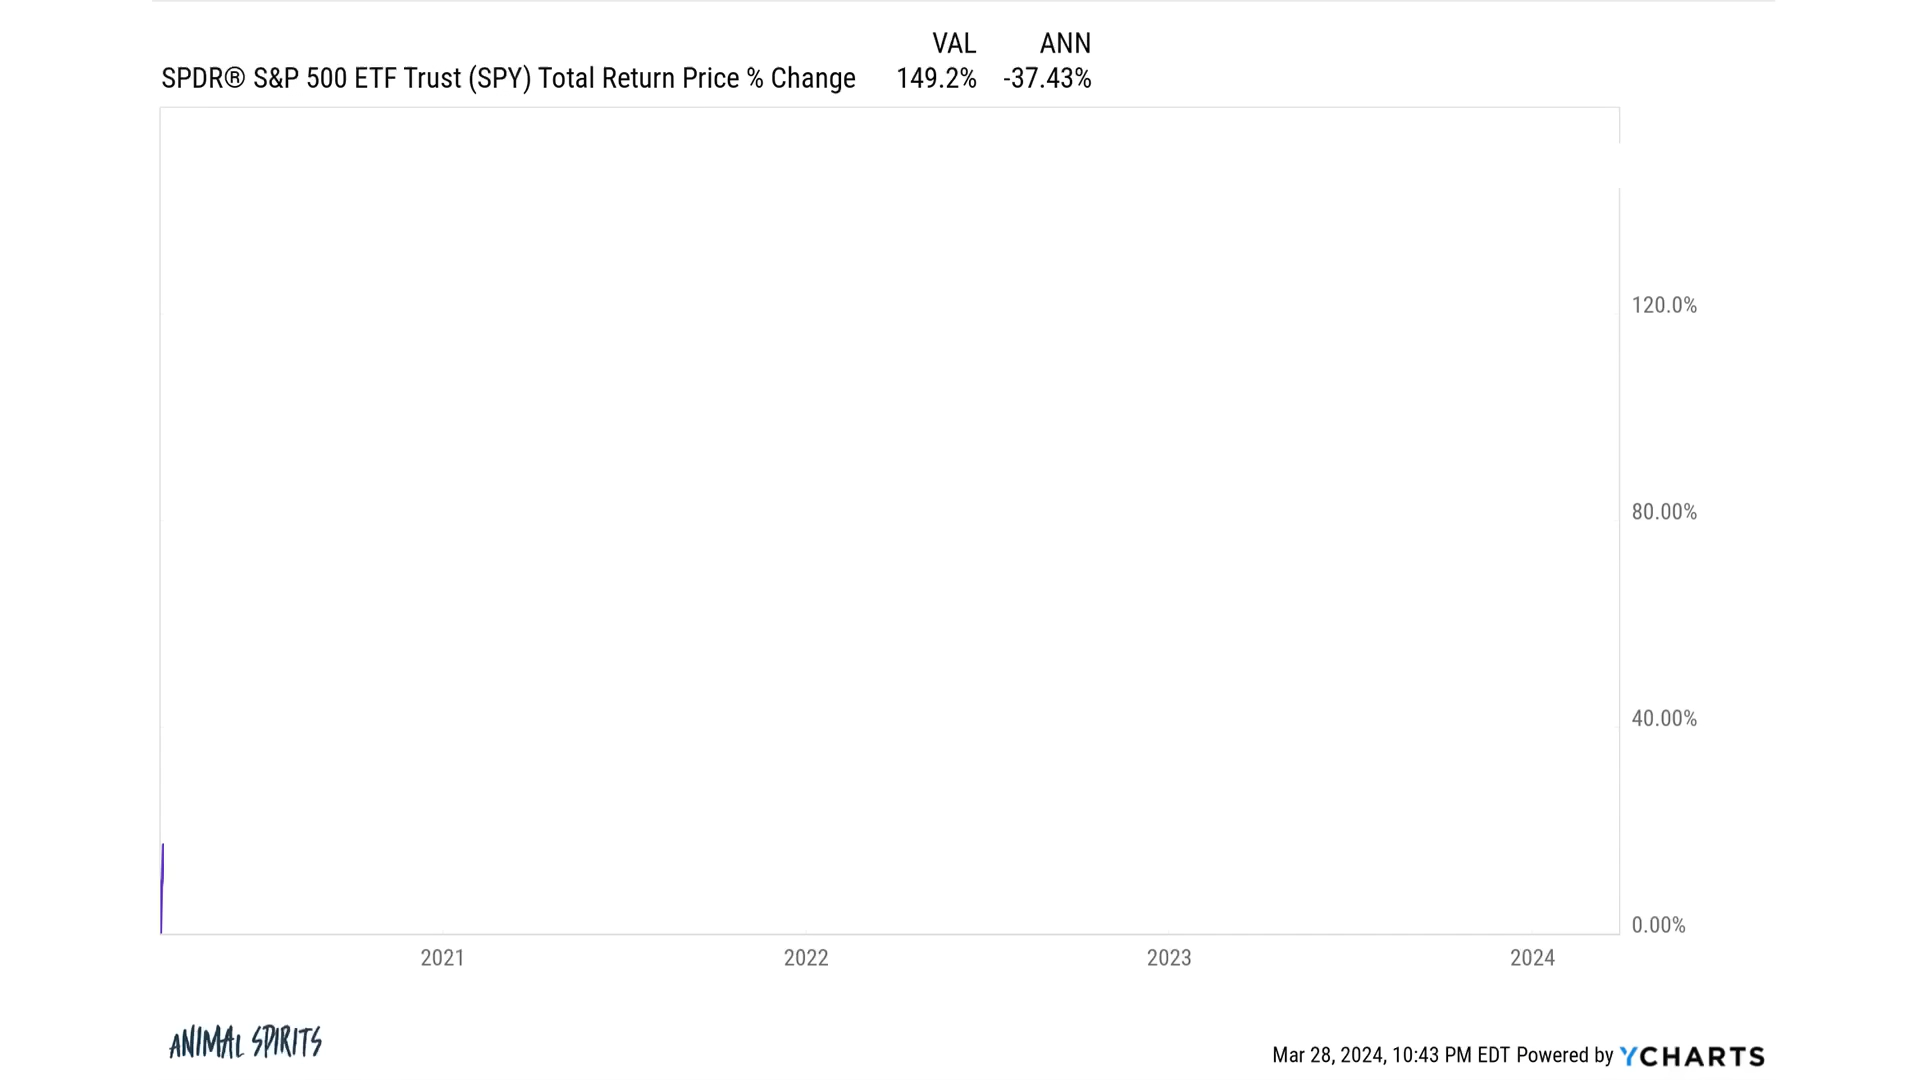 VAL ANN
SPDR® S&P 500 ETF Trust (SPY) Total Return Price % Change 149.2% -37.43%
120.0%
80.00%
40.00%
0.00%
2021 2022 2023 2024
ANIMAL SPIRITS
Mar 28, 2024, 10:43 PM EDT Powered by YCHARTS